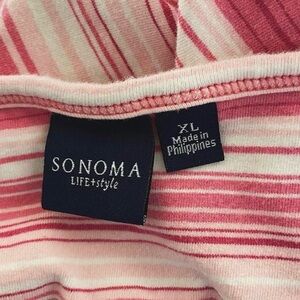 SONOMA
LIFE+style
XL
Made in
Philippines